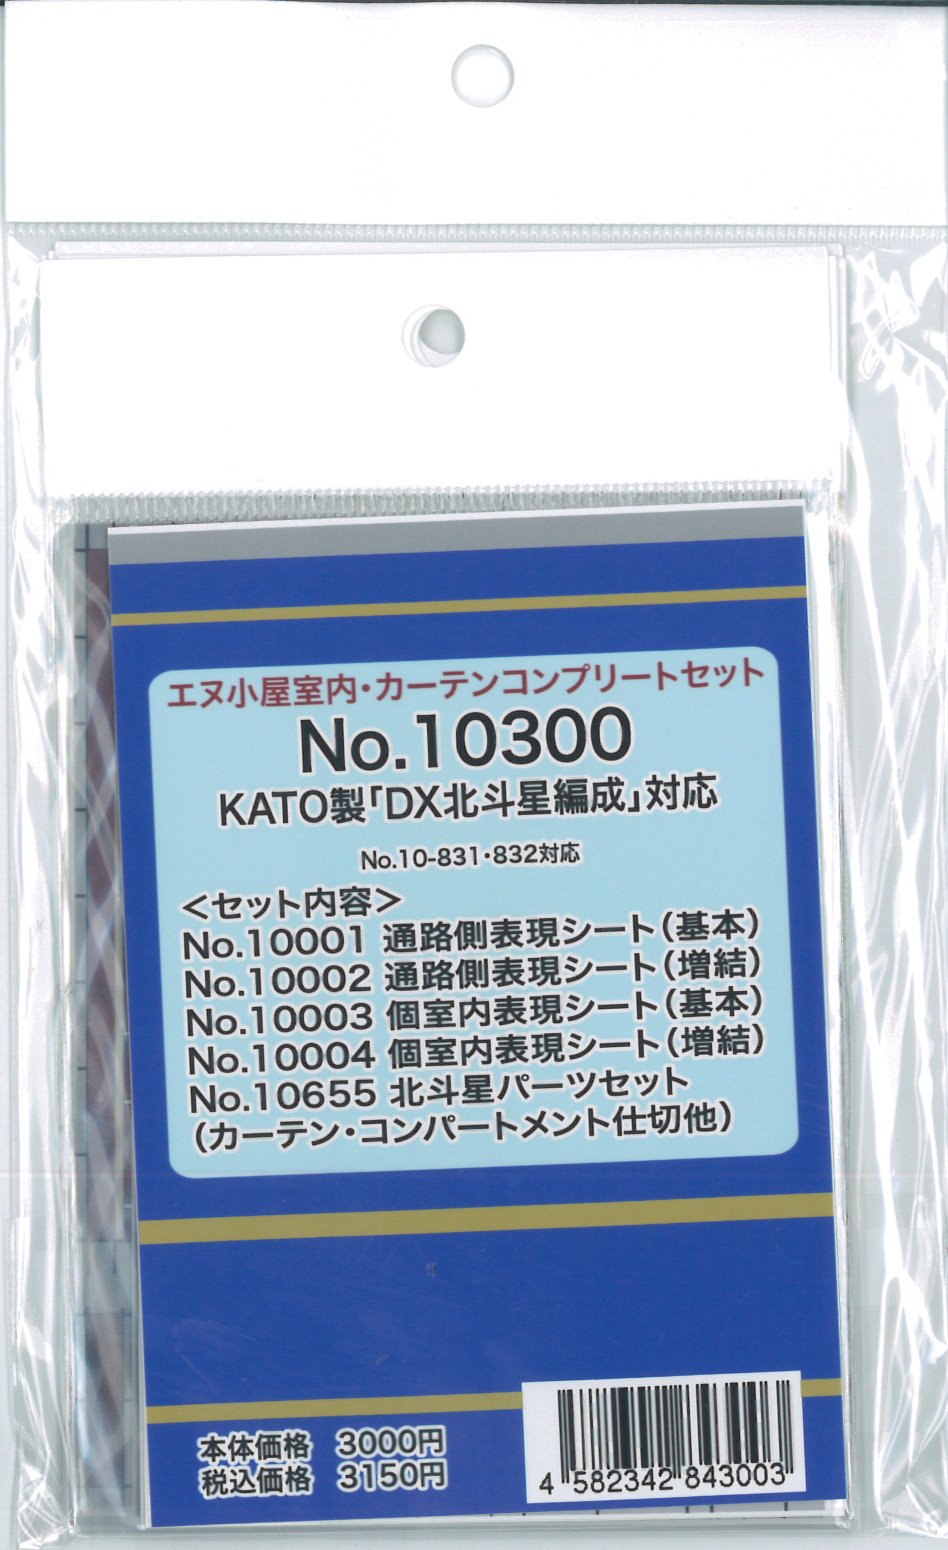 エヌ小屋室内・カーテンコンプリートセット
No.10300
KATO製「DX北斗星編成」対応
No.10-831・832対応
＜セット内容＞
No.10001 通路側表現シート（基本）
No.10002 通路側表現シート（増結）
No.10003 個室内表現シート（基本）
No.10004 個室内表現シート（増結）
No.10655 北斗星パーツセット
（カーテン・コンパートメント仕切他）
本体価格 3000円
税込価格 3150円
4 582342 843003